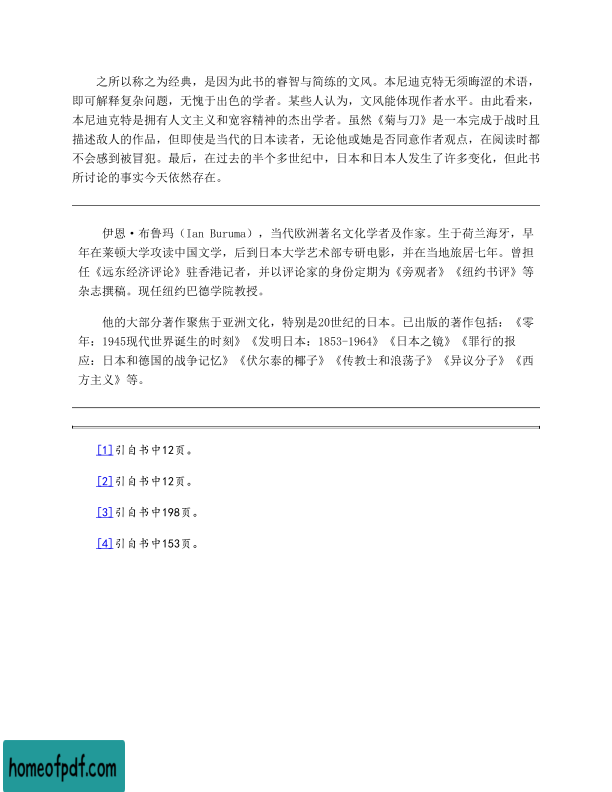 之所以称之为经典，是因为此书的睿智与简练的文风。本尼迪克特无须晦涩的术语，
即可解释复杂问题，无愧于出色的学者。某些人认为，文风能体现作者水平。由此看来，
本尼迪克特是拥有人文主义和宽容精神的杰出学者。虽然《菊与刀》是一本完成于战时且
描述敌人的作品，但即使是当代的日本读者，无论他或她是否同意作者观点，在阅读时都
不会感到被冒犯。最后，在过去的半个多世纪中，日本和日本人发生了许多变化，但此书
所讨论的事实今天依然存在。
伊恩·布鲁玛（Ian Buruma），当代欧洲著名文化学者及作家。生于荷兰海牙，早
年在莱顿大学攻读中国文学，后到日本大学艺术部专研电影，并在当地旅居七年。曾担
任《远东经济评论》驻香港记者，并以评论家的身份定期为《旁观者》《纽约书评》等
杂志撰稿。现任纽约巴德学院教授。
他的大部分著作聚焦于亚洲文化，特别是20世纪的日本。已出版的著作包括：《零
年：1945现代世界诞生的时刻》《发明日本：1853-1964》《日本之镜》《罪行的报
应：日本和德国的战争记忆》《伏尔泰的椰子》《传教士和浪荡子》《异议分子》《西
方主义》等。
[1]引自书中12页。
[2]引自书中12页。
[3]引自书中198页。
[4]引自书中153页。
homeofpdf.com